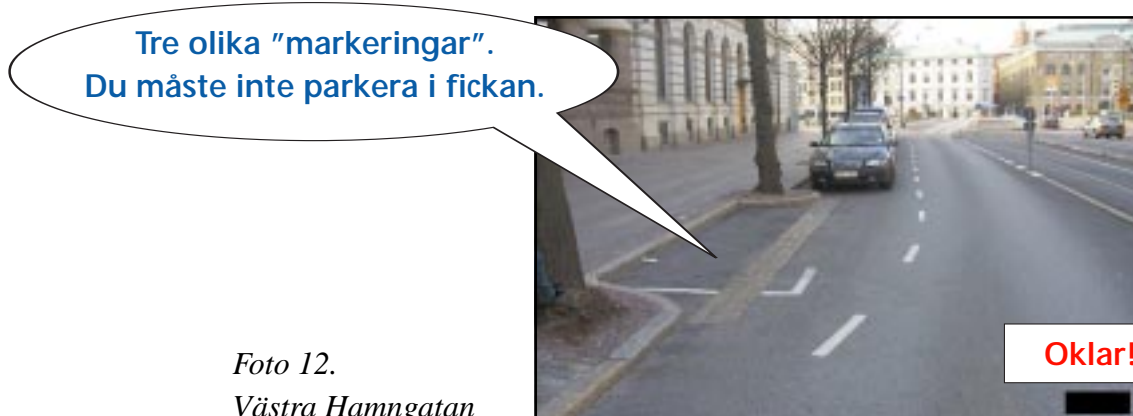 Tre olika "markeringar".
Du måste inte parkera i fickan.
Oklar!
Foto 12.
Västra Hamngatan